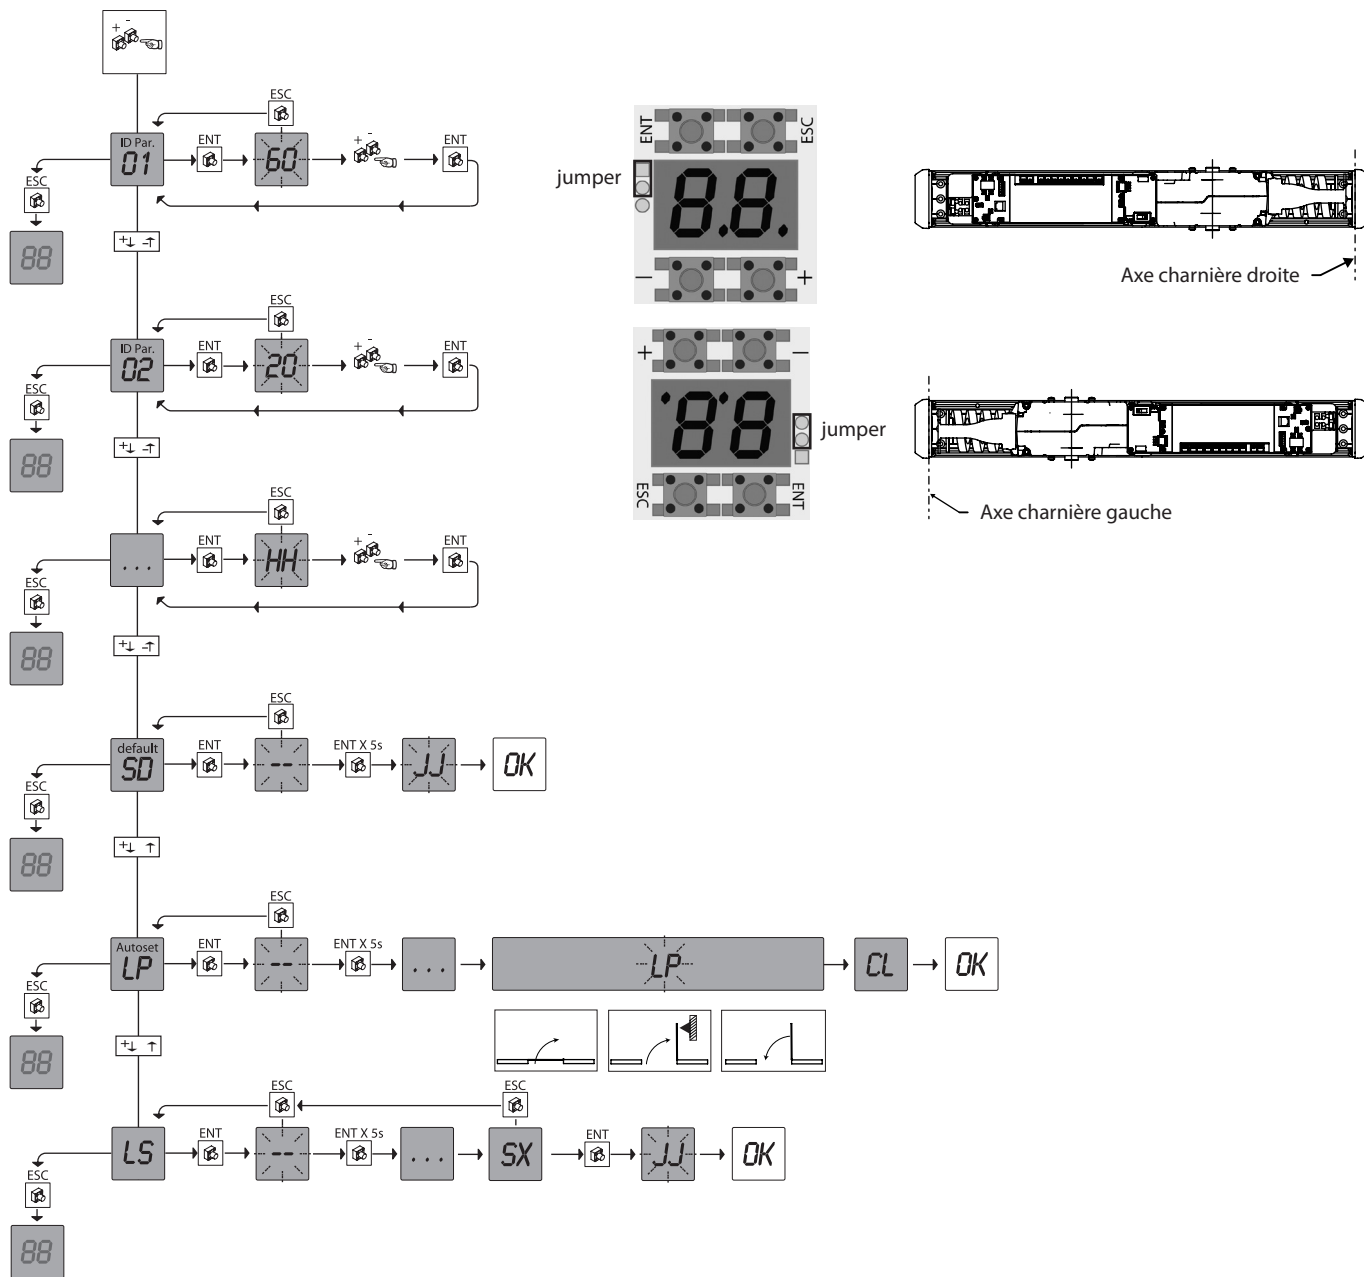 + -
ESC
ID Par.
01
ENT
60
+ -
ENT
ESC
88
+ -
ESC
ID Par.
02
ENT
20
+ -
ENT
ESC
88
+ -
ESC
...
ENT
HH
+ -
ENT
ESC
88
+ -
ESC
default
SD
ENT
--
ENT X 5s
JJ
OK
ESC
88
+
ESC
Autoset
LP
ENT
--
ENT X 5s
...
LP
CL
OK
ESC
88
+
ESC
ESC
LS
ENT
--
ENT X 5s
...
SX
ENT
JJ
OK
ESC
88
ENT
ESC
jumper
8.8.
- +
+ -
88
jumper
ESC
ENT
Axe charnière droite
Axe charnière gauche